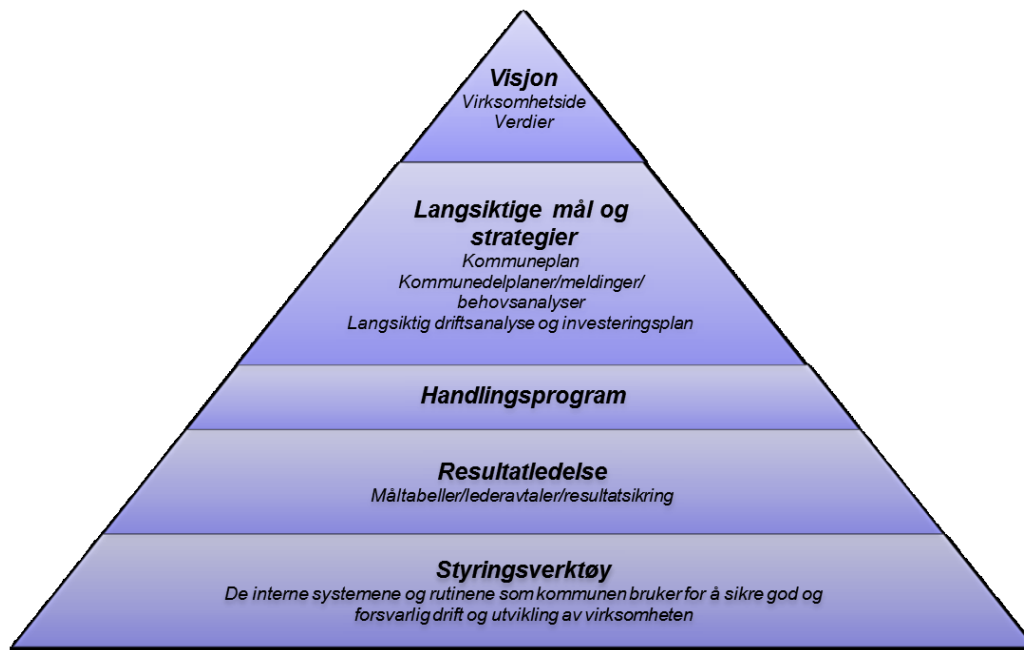 Visjon
Virksomhetside
Verdier
Langsiktige mål og
strategier
Kommuneplan
Kommunedelplaner/meldinger/
behovsanalyser
Langsiktig driftsanalyse og investeringsplan
Handlingsprogram
Resultatledelse
Måltabeller/lederavtaler/resultatsikring
Styringsverktøy
De interne systemene og rutinene som kommunen bruker for å sikre god og
forsvarlig drift og utvikling av virksomheten